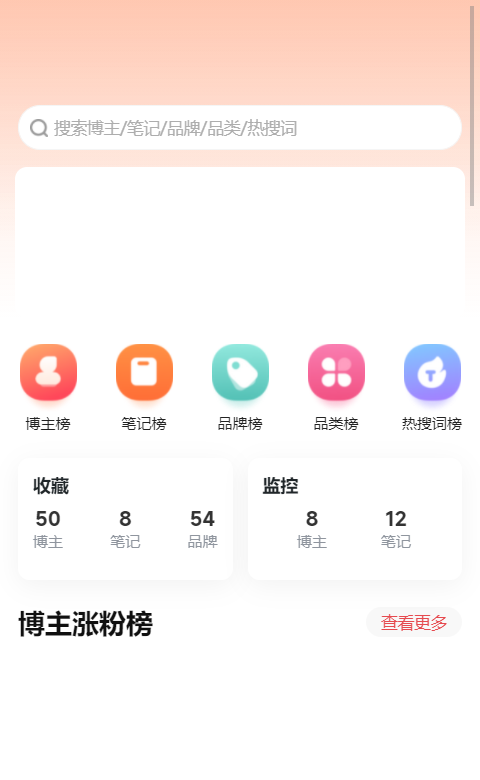 搜索博主/笔记/品牌/品类/热搜词
博主榜 笔记榜 品牌榜 品类榜 热搜词榜
收藏
50 8 54
博主 笔记 品牌
监控
8 12
博主 笔记
博主涨粉榜 查看更多